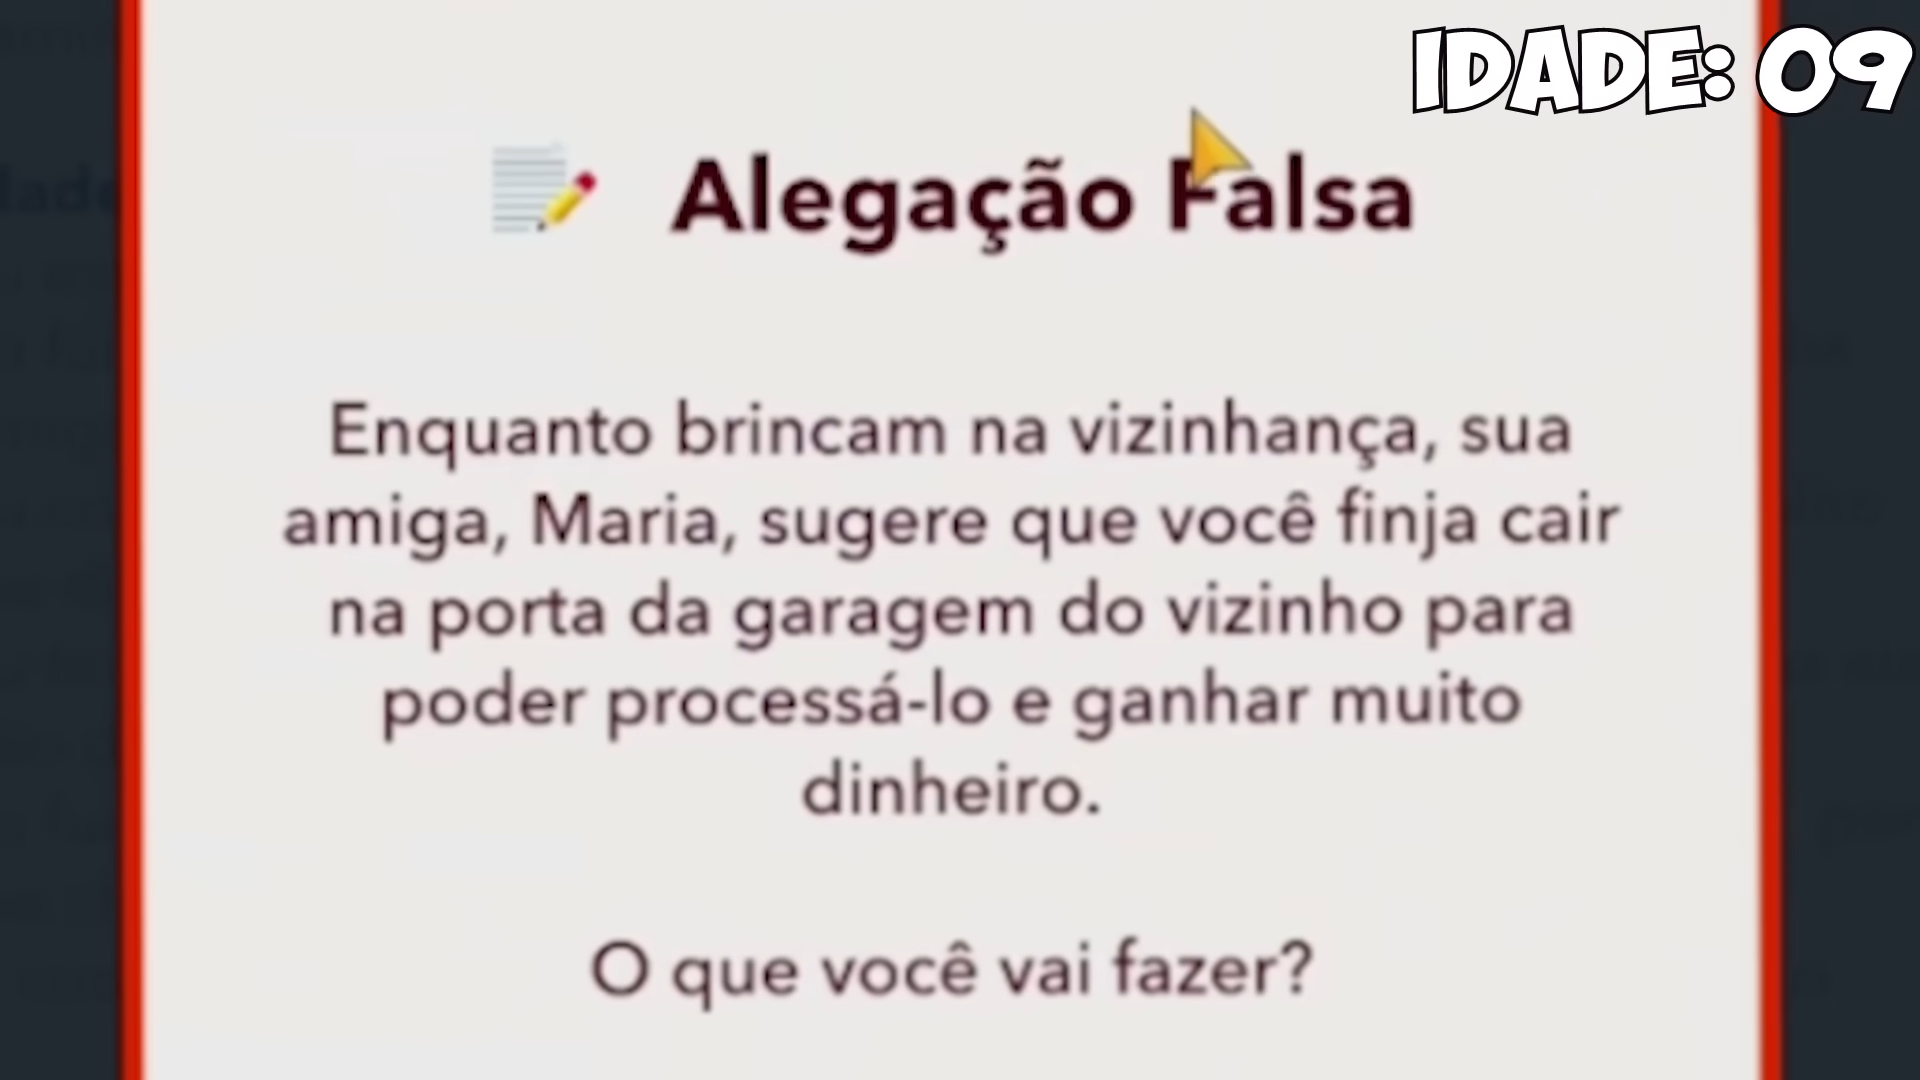 IDADE: 09
Alegação Falsa
Enquanto brincam na vizinhança, sua
amiga, Maria, sugere que você finja cair
na porta da garagem do vizinho para
poder processá-lo e ganhar muito
dinheiro.
O que você vai fazer?